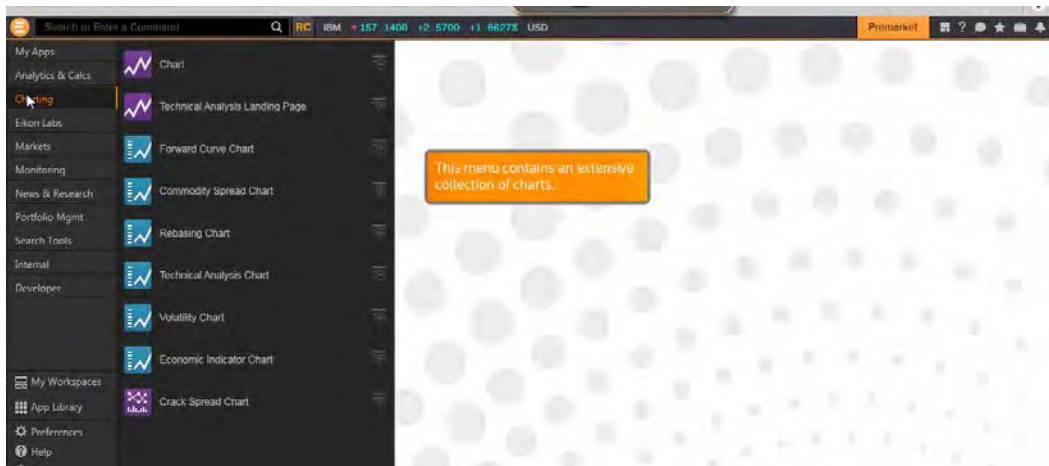 Search or Enter a Command RC IBM 157.1400 +2.5700 +1.6627% USD Premarket
My Apps
Analytics & Calcs
Charting
Eikon Labs
Markets
Monitoring
News & Research
Portfolio Mgmt
Search Tools
Internal
Developer
My Workspaces
App Library
Preferences
Help
Chart
Technical Analysis Landing Page
Forward Curve Chart
Commodity Spread Chart
Rebasing Chart
Technical Analysis Chart
Volatility Chart
Economic Indicator Chart
Crack Spread Chart
This menu contains an extensive
collection of charts.